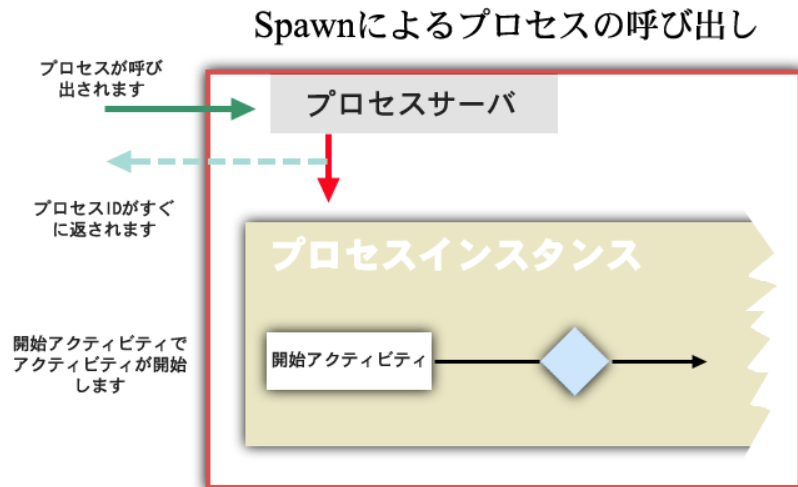 Spawnによるプロセスの呼び出し
プロセスが呼び
出されます
プロセスサーバ
プロセスIDがすぐ
に返されます
プロセスインスタンス
開始アクティビティで
アクティビティが開始
します
開始アクティビティ